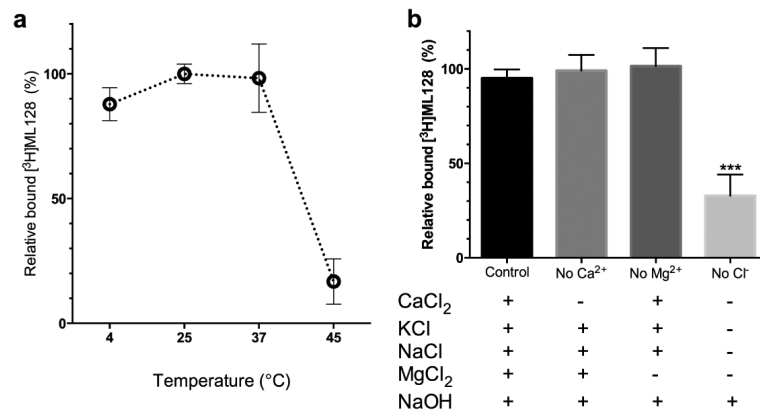 a
Relative bound [³H]ML128 (%)
100
50
0
4 25 37 45
Temperature (°C)
b
Relative bound [³H]ML128 (%)
100
50
0
***
Control No Ca²⁺ No Mg²⁺ No Cl⁻
CaCl₂ + - + -
KCl + + + -
NaCl + + + -
MgCl₂ + + - -
NaOH + + + +